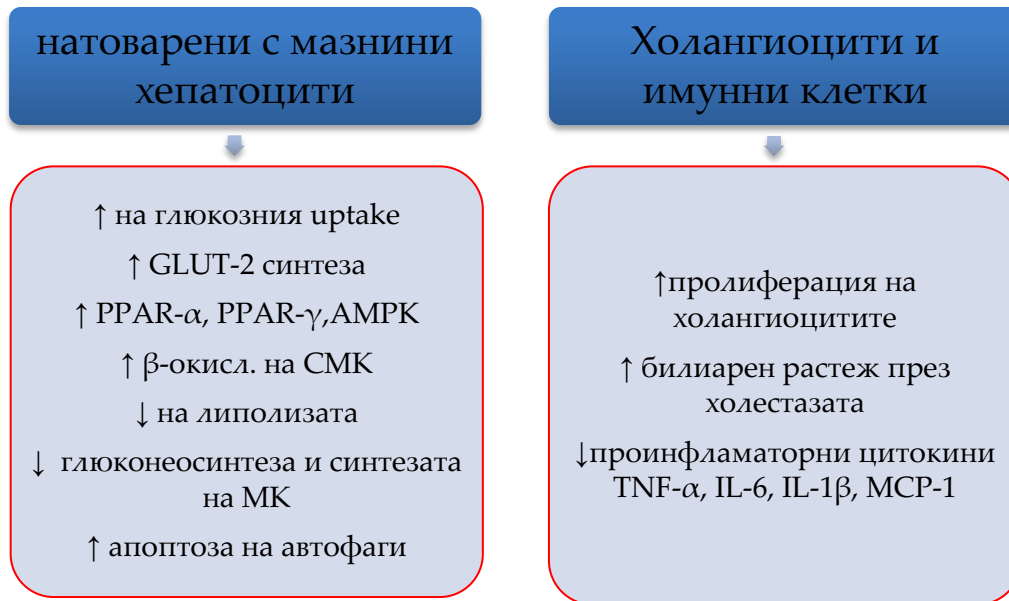 натоварени с мазнини
хепатоцити
↑ на глюкозния uptake
↑ GLUT-2 синтеза
↑ PPAR-α, PPAR-γ,AMPK
↑ β-окисл. на СМК
↓ на липолизата
↓ глюконеосинтеза и синтезата
на МК
↑ апоптоза на автофаги
Холангиоцити и
имунни клетки
↑пролиферация на
холангиоцитите
↑ билиарен растеж през
холестазата
↓проинфламаторни цитокини
TNF-α, IL-6, IL-1β, MCP-1